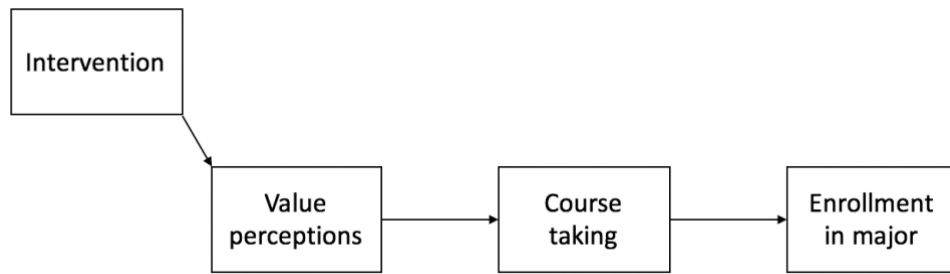 Intervention
Value
perceptions
Course
taking
Enrollment
in major